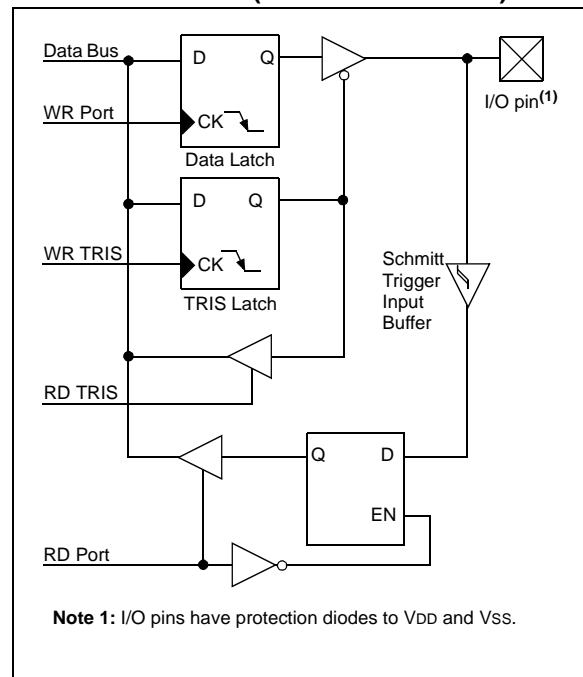 Data Bus
D
Q
I/O pin(1)
WR Port
CK
Data Latch
D
Q
WR TRIS
CK
TRIS Latch
Schmitt
Trigger
Input
Buffer
RD TRIS
Q
D
EN
RD Port
Note 1: I/O pins have protection diodes to VDD and VSS.